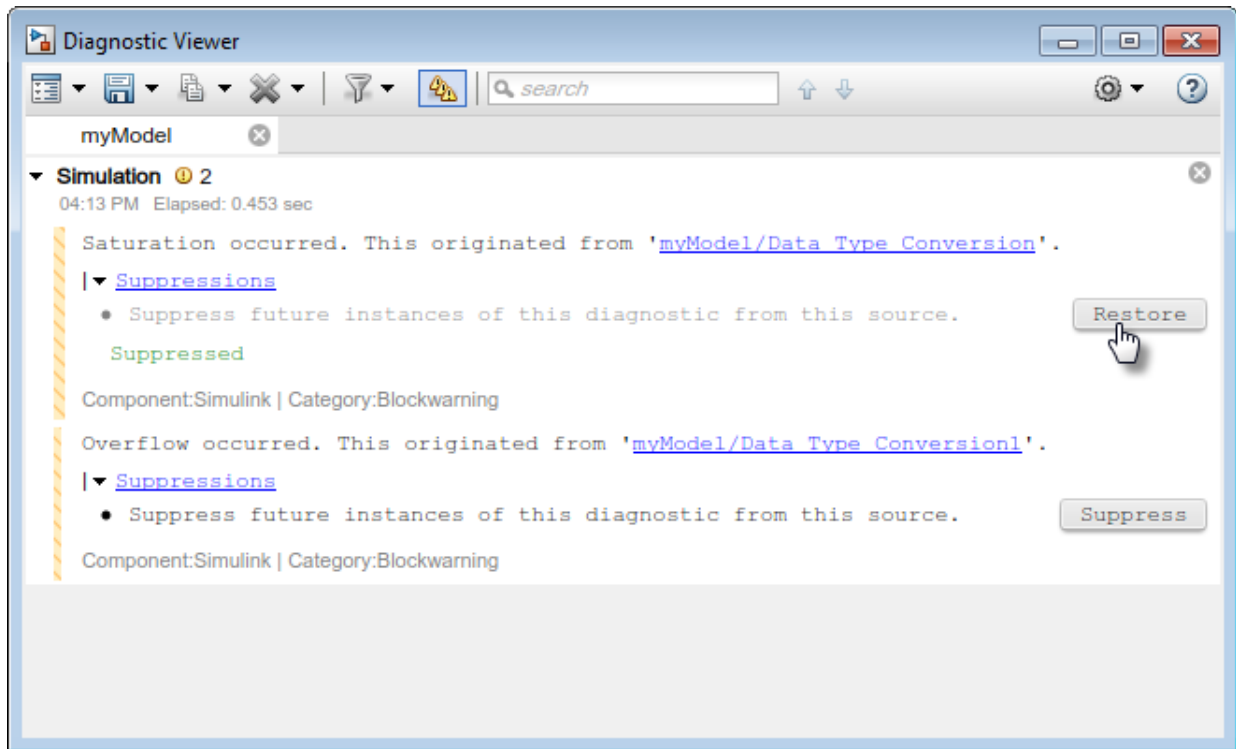 Diagnostic Viewer
search
myModel
Simulation 2
04:13 PM Elapsed: 0.453 sec
Saturation occurred. This originated from 'myModel/Data Type Conversion'.
Suppressions
Suppress future instances of this diagnostic from this source.
Restore
Suppressed
Component:Simulink | Category:Blockwarning
Overflow occurred. This originated from 'myModel/Data Type Conversion1'.
Suppressions
Suppress future instances of this diagnostic from this source.
Suppress
Component:Simulink | Category:Blockwarning